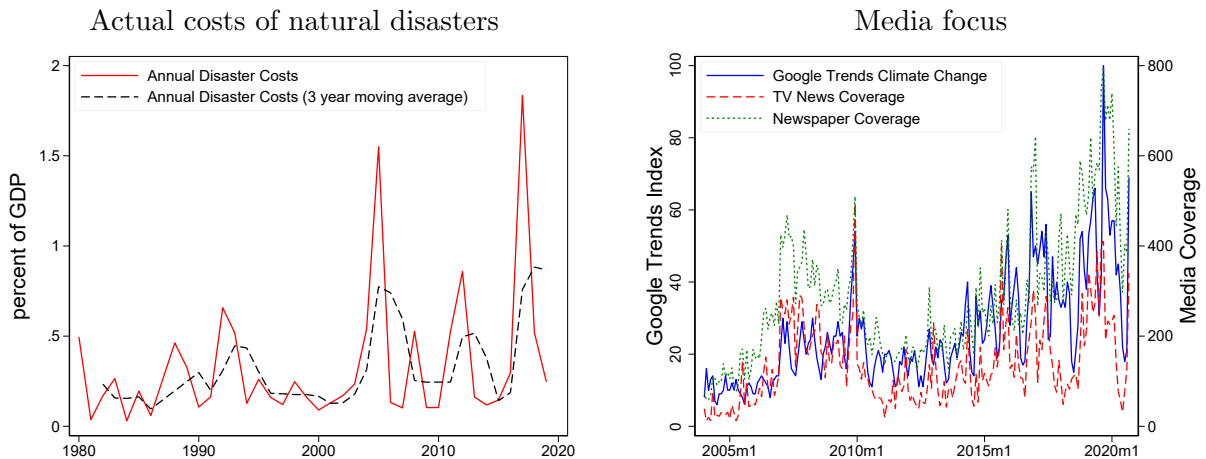 Actual costs of natural disasters
percent of GDP
2
1.5
1
.5
0
Annual Disaster Costs
Annual Disaster Costs (3 year moving average)
1980
1990
2000
2010
2020
Media focus
Google Trends Index
100
80
60
40
20
0
Google Trends Climate Change
TV News Coverage
Newspaper Coverage
800
600
400
200
0
Media Coverage
2005m1
2010m1
2015m1
2020m1